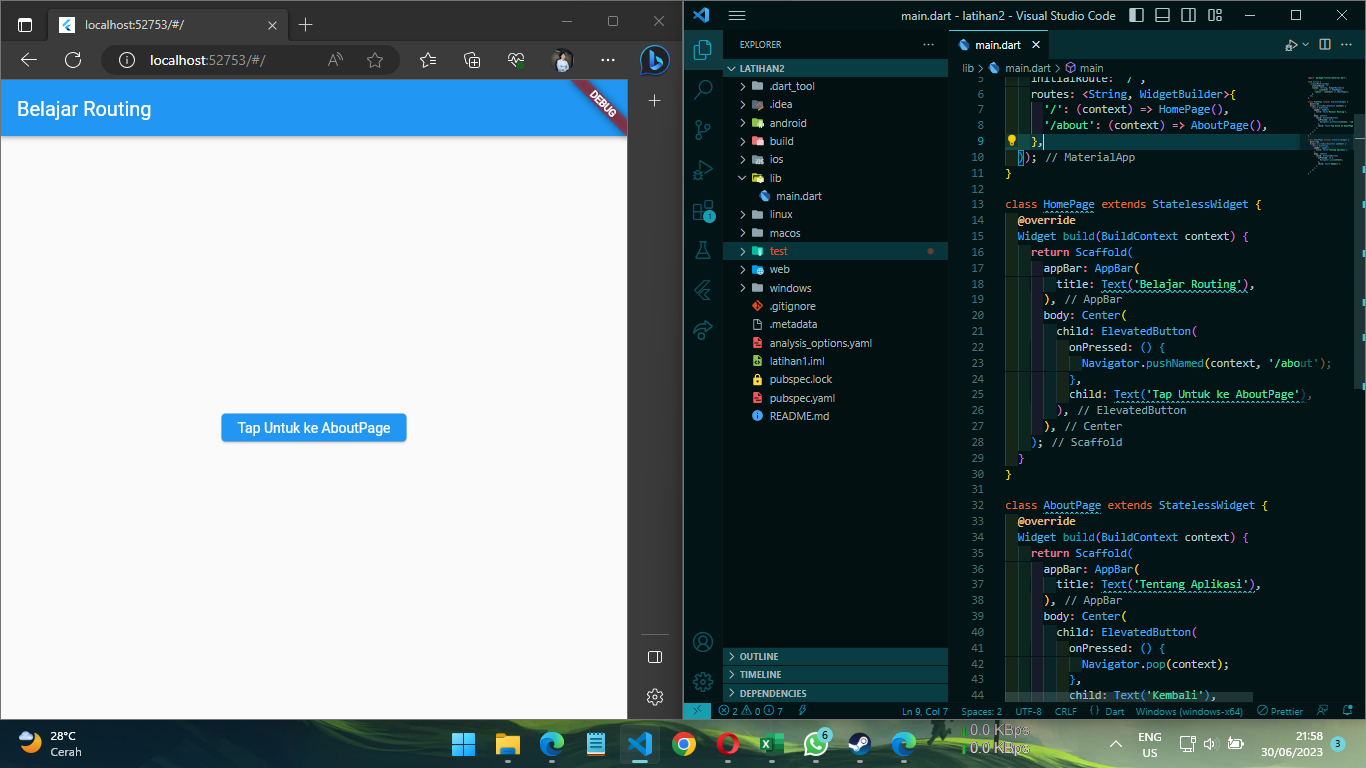 localhost:52753/#/
localhost:52753/#/
Belajar Routing
DEBUG
Tap Untuk ke AboutPage
main.dart - latihan2 - Visual Studio Code
EXPLORER
LATIHAN2
.dart_tool
.idea
android
build
ios
lib
main.dart
linux
macos
test
web
windows
.gitignore
.metadata
analysis_options.yaml
latihan1.iml
pubspec.lock
pubspec.yaml
README.md
OUTLINE
TIMELINE
DEPENDENCIES
1
main.dart
lib > main.dart > main
5 initialRoute: '/',
6 routes: <String, WidgetBuilder>{
7 '/': (context) => HomePage(),
8 '/about': (context) => AboutPage(),
9 },
10 )); // MaterialApp
11 }
12
13 class HomePage extends StatelessWidget {
14 @override
15 Widget build(BuildContext context) {
16 return Scaffold(
17 appBar: AppBar(
18 title: Text('Belajar Routing'),
19 ), // AppBar
20 body: Center(
21 child: ElevatedButton(
22 onPressed: () {
23 Navigator.pushNamed(context, '/about');
24 },
25 child: Text('Tap Untuk ke AboutPage'),
26 ), // ElevatedButton
27 ), // Center
28 ); // Scaffold
29 }
30 }
31
32 class AboutPage extends StatelessWidget {
33 @override
34 Widget build(BuildContext context) {
35 return Scaffold(
36 appBar: AppBar(
37 title: Text('Tentang Aplikasi'),
38 ), // AppBar
39 body: Center(
40 child: ElevatedButton(
41 onPressed: () {
42 Navigator.pop(context);
43 },
44 child: Text('Kembali'),
2 0 7
Ln 9, Col 7 Spaces: 2 UTF-8 CRLF {} Dart Windows (windows-x64) Prettier
28°C
Cerah
6
0.0 KBps
0.0 KBps
ENG
US
21:58
30/06/2023
3